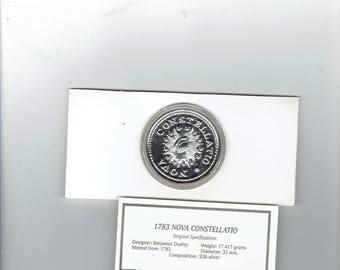 CONSTELLATIO
NOVA
1783 NOVA CONSTELLATIO
Original Specifications
Designer: Benjamin Dudley Weight: 17.417 grams
Minted from: 1783 Diameter: 33 mm.
Composition: .926 silver